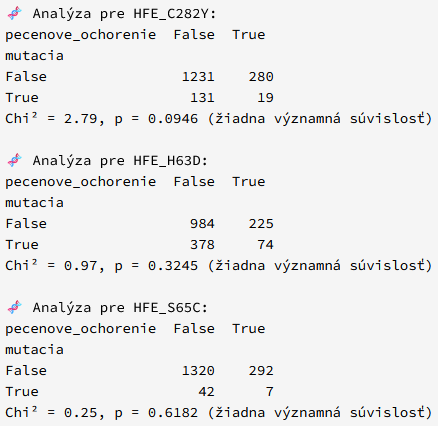 🧬 Analýza pre HFE_C282Y:
pecenove_ochorenie  False  True
mutacia
False                1231   280
True                  131    19
Chi² = 2.79, p = 0.0946 (žiadna významná súvislosť)

🧬 Analýza pre HFE_H63D:
pecenove_ochorenie  False  True
mutacia
False                 984   225
True                  378    74
Chi² = 0.97, p = 0.3245 (žiadna významná súvislosť)

🧬 Analýza pre HFE_S65C:
pecenove_ochorenie  False  True
mutacia
False                1320   292
True                   42     7
Chi² = 0.25, p = 0.6182 (žiadna významná súvislosť)